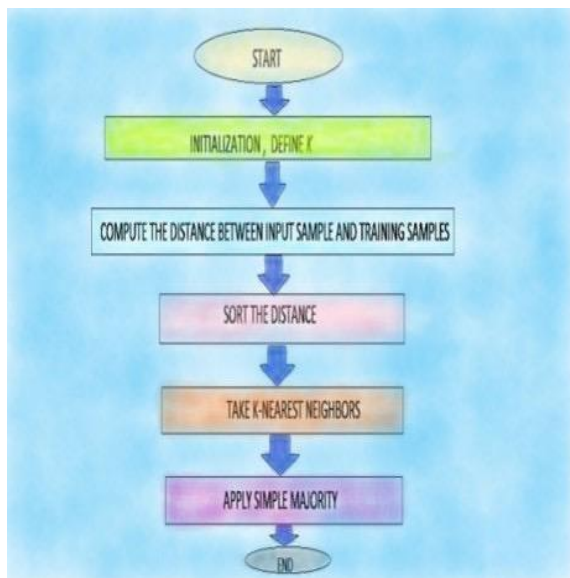 START
INITIALIZATION , DEFINE K
COMPUTE THE DISTANCE BETWEEN INPUT SAMPLE AND TRAINING SAMPLES
SORT THE DISTANCE
TAKE K-NEAREST NEIGHBORS
APPLY SIMPLE MAJORITY
END